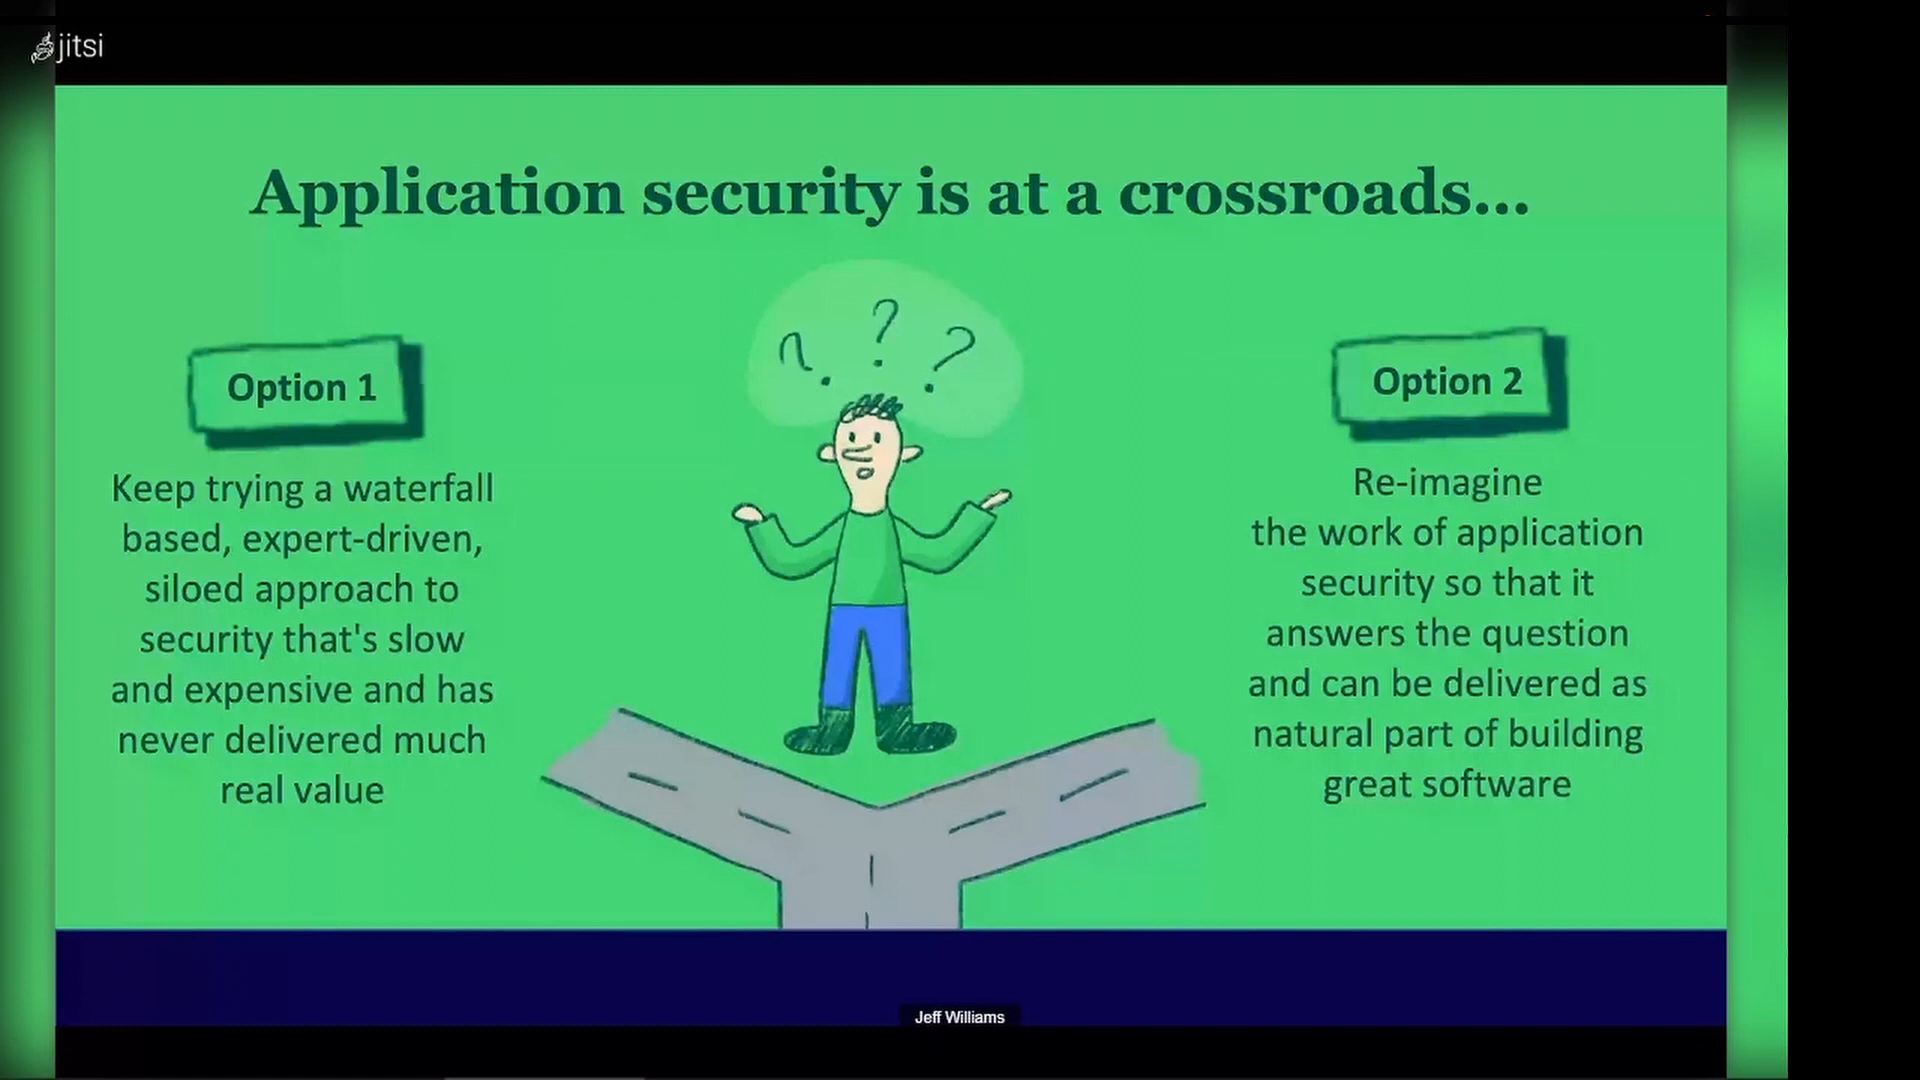 jitsi
Application security is at a crossroads...
? ? ?
Option 1
Keep trying a waterfall
based, expert-driven,
siloed approach to
security that's slow
and expensive and has
never delivered much
real value
Option 2
Re-imagine
the work of application
security so that it
answers the question
and can be delivered as
natural part of building
great software
Jeff Williams